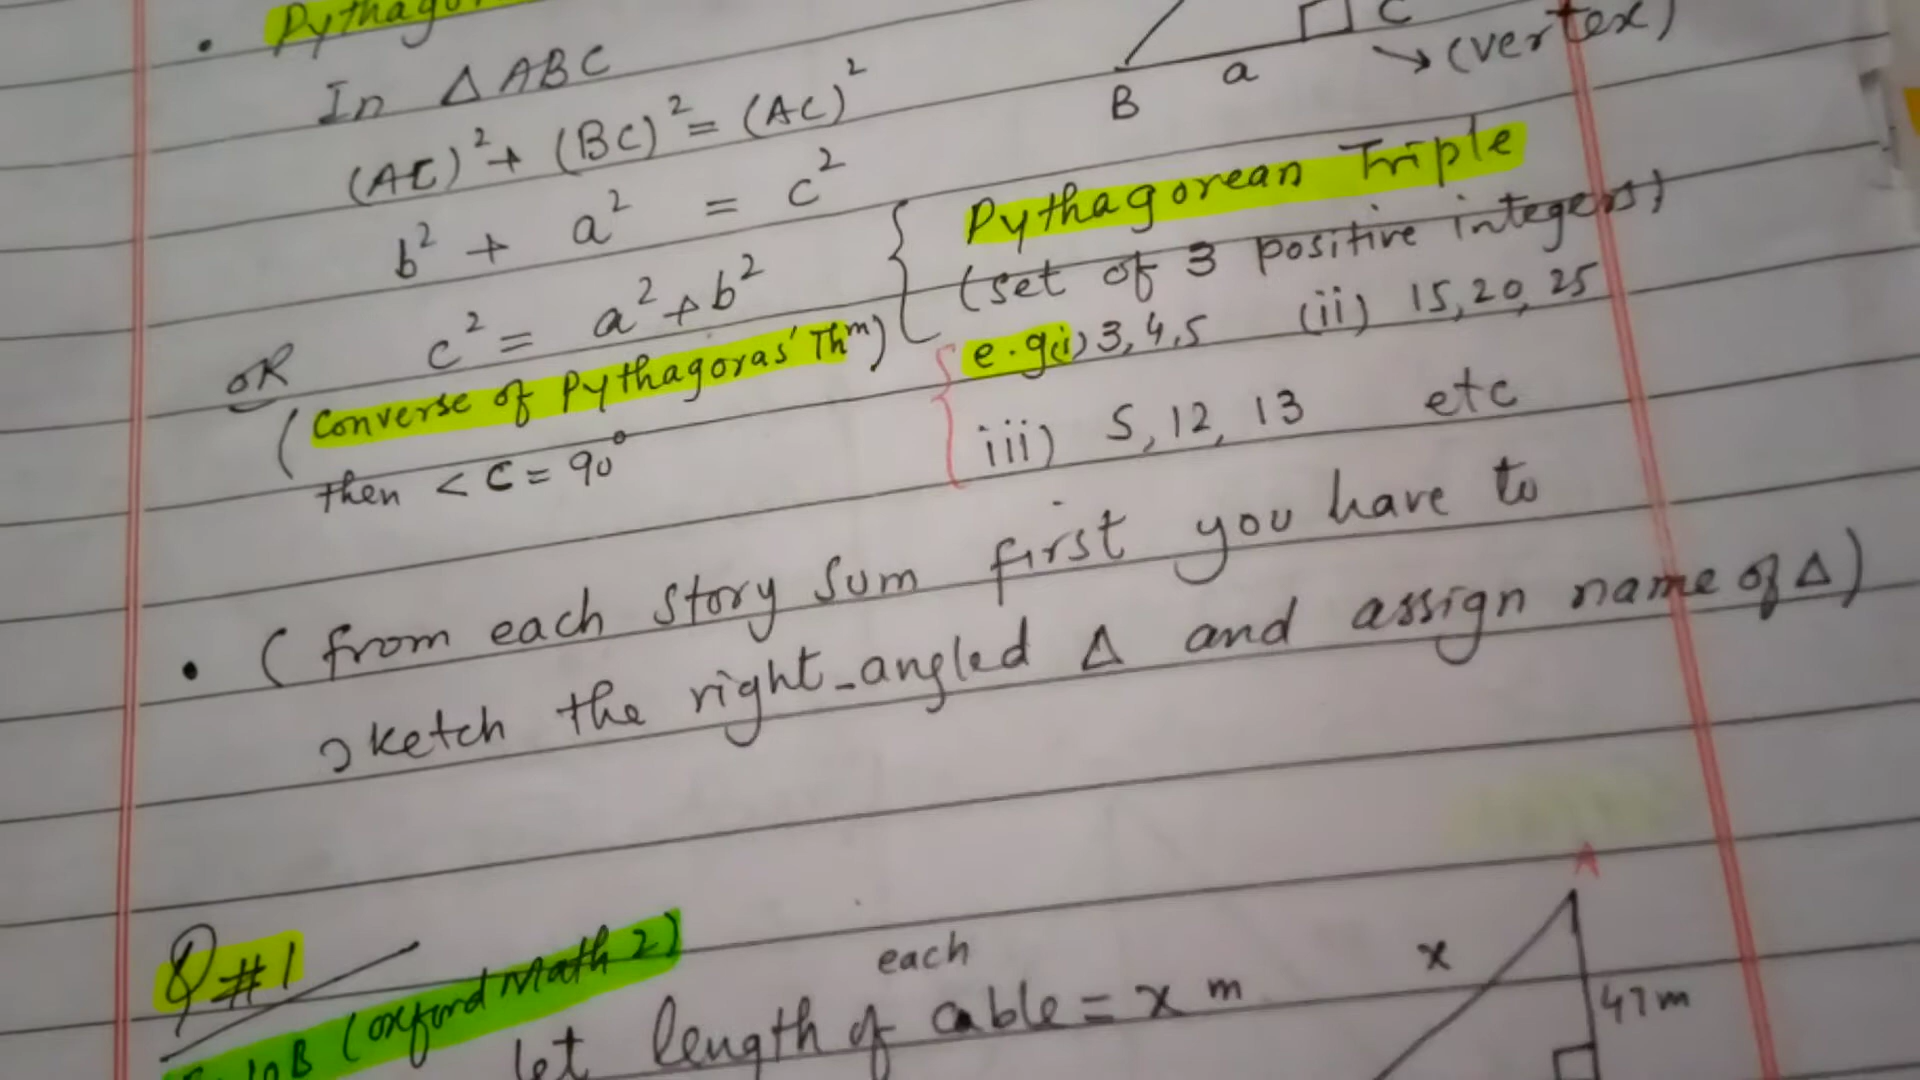 • Pythago
C
→ (vertex)
a
B
In △ ABC
(AC)² + (BC)² = (AC)²
b² + a² = c²
OR c² = a² + b²
(Converse of Pythagoras' Thm)
then < C = 90°
Pythagorean Triple
(set of 3 positive integers)
e.g(i) 3, 4, 5 (ii) 15, 20, 25
iii) 5, 12, 13 etc
• ( from each story sum first you have to
sketch the right-angled △ and assign name of △)
Q#1
10B (Oxford Math 2)
each
let length of cable = x m
A
x
47m